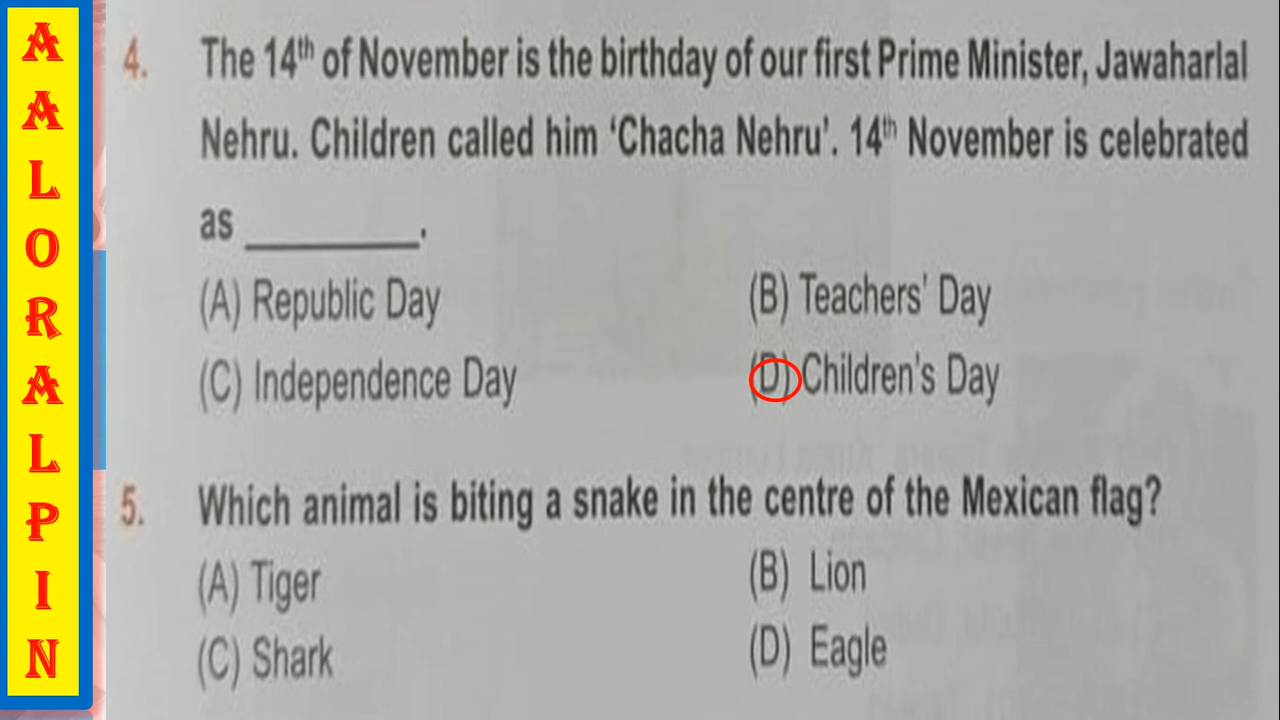 AALORALPIN
4. The 14th of November is the birthday of our first Prime Minister, Jawaharlal
Nehru. Children called him ‘Chacha Nehru’. 14th November is celebrated
as __________.
(A) Republic Day (B) Teachers’ Day
(C) Independence Day (D) Children’s Day
5. Which animal is biting a snake in the centre of the Mexican flag?
(A) Tiger (B) Lion
(C) Shark (D) Eagle